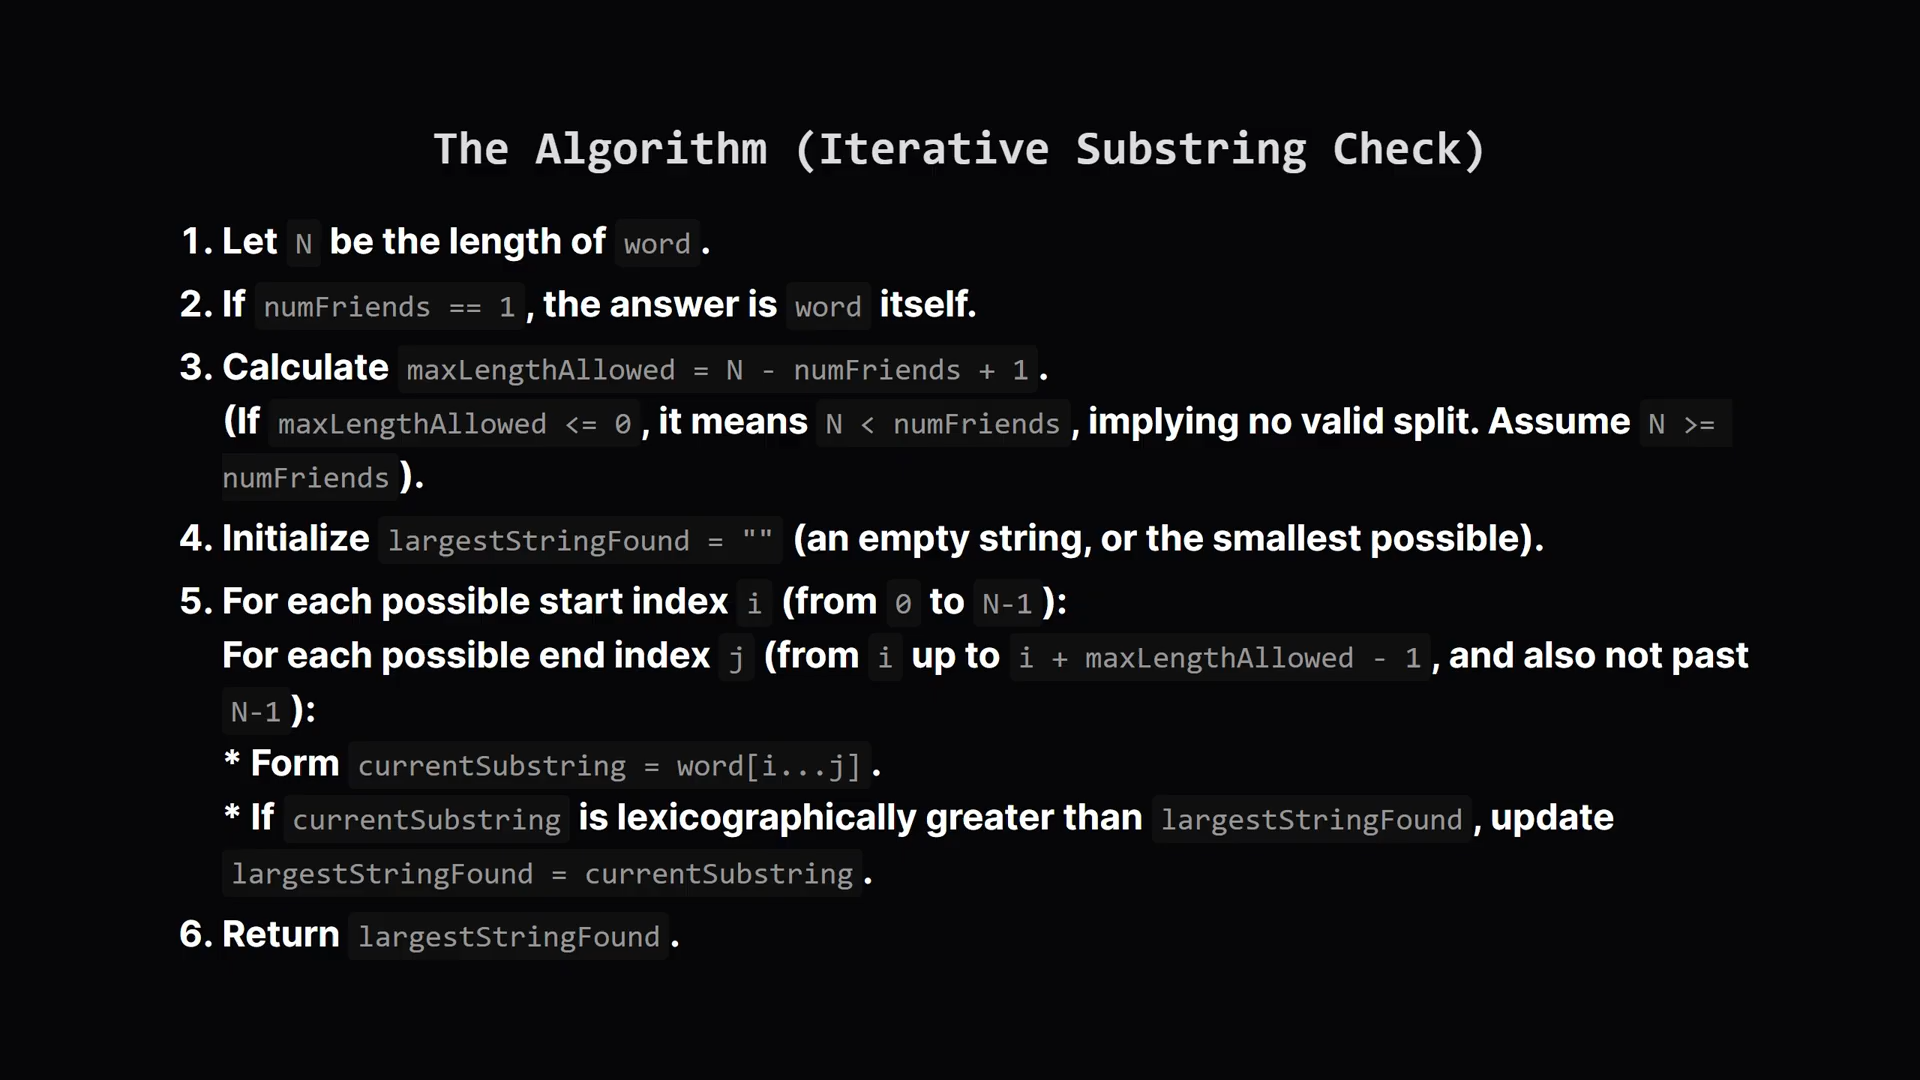 The Algorithm (Iterative Substring Check)
1. Let N be the length of word.
2. If numFriends == 1, the answer is word itself.
3. Calculate maxLengthAllowed = N - numFriends + 1.
(If maxLengthAllowed <= 0, it means N < numFriends, implying no valid split. Assume N >=
numFriends).
4. Initialize largestStringFound = "" (an empty string, or the smallest possible).
5. For each possible start index i (from 0 to N-1):
For each possible end index j (from i up to i + maxLengthAllowed - 1, and also not past
N-1):
* Form currentSubstring = word[i...j].
* If currentSubstring is lexicographically greater than largestStringFound, update
largestStringFound = currentSubstring.
6. Return largestStringFound.